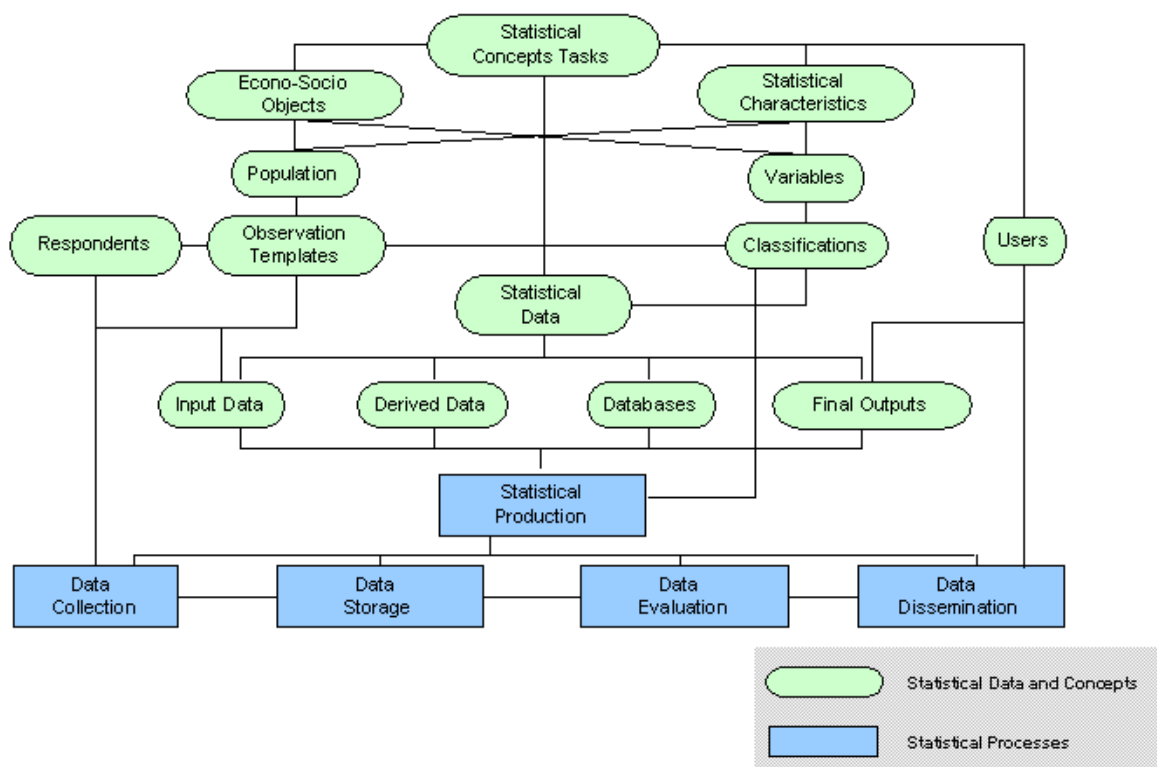 Statistical
Concepts Tasks
Econo-Socio
Objects
Statistical
Characteristics
Population
Variables
Respondents
Observation
Templates
Classifications
Users
Statistical
Data
Input Data
Derived Data
Databases
Final Outputs
Statistical
Production
Data
Collection
Data
Storage
Data
Evaluation
Data
Dissemination
Statistical Data and Concepts
Statistical Processes